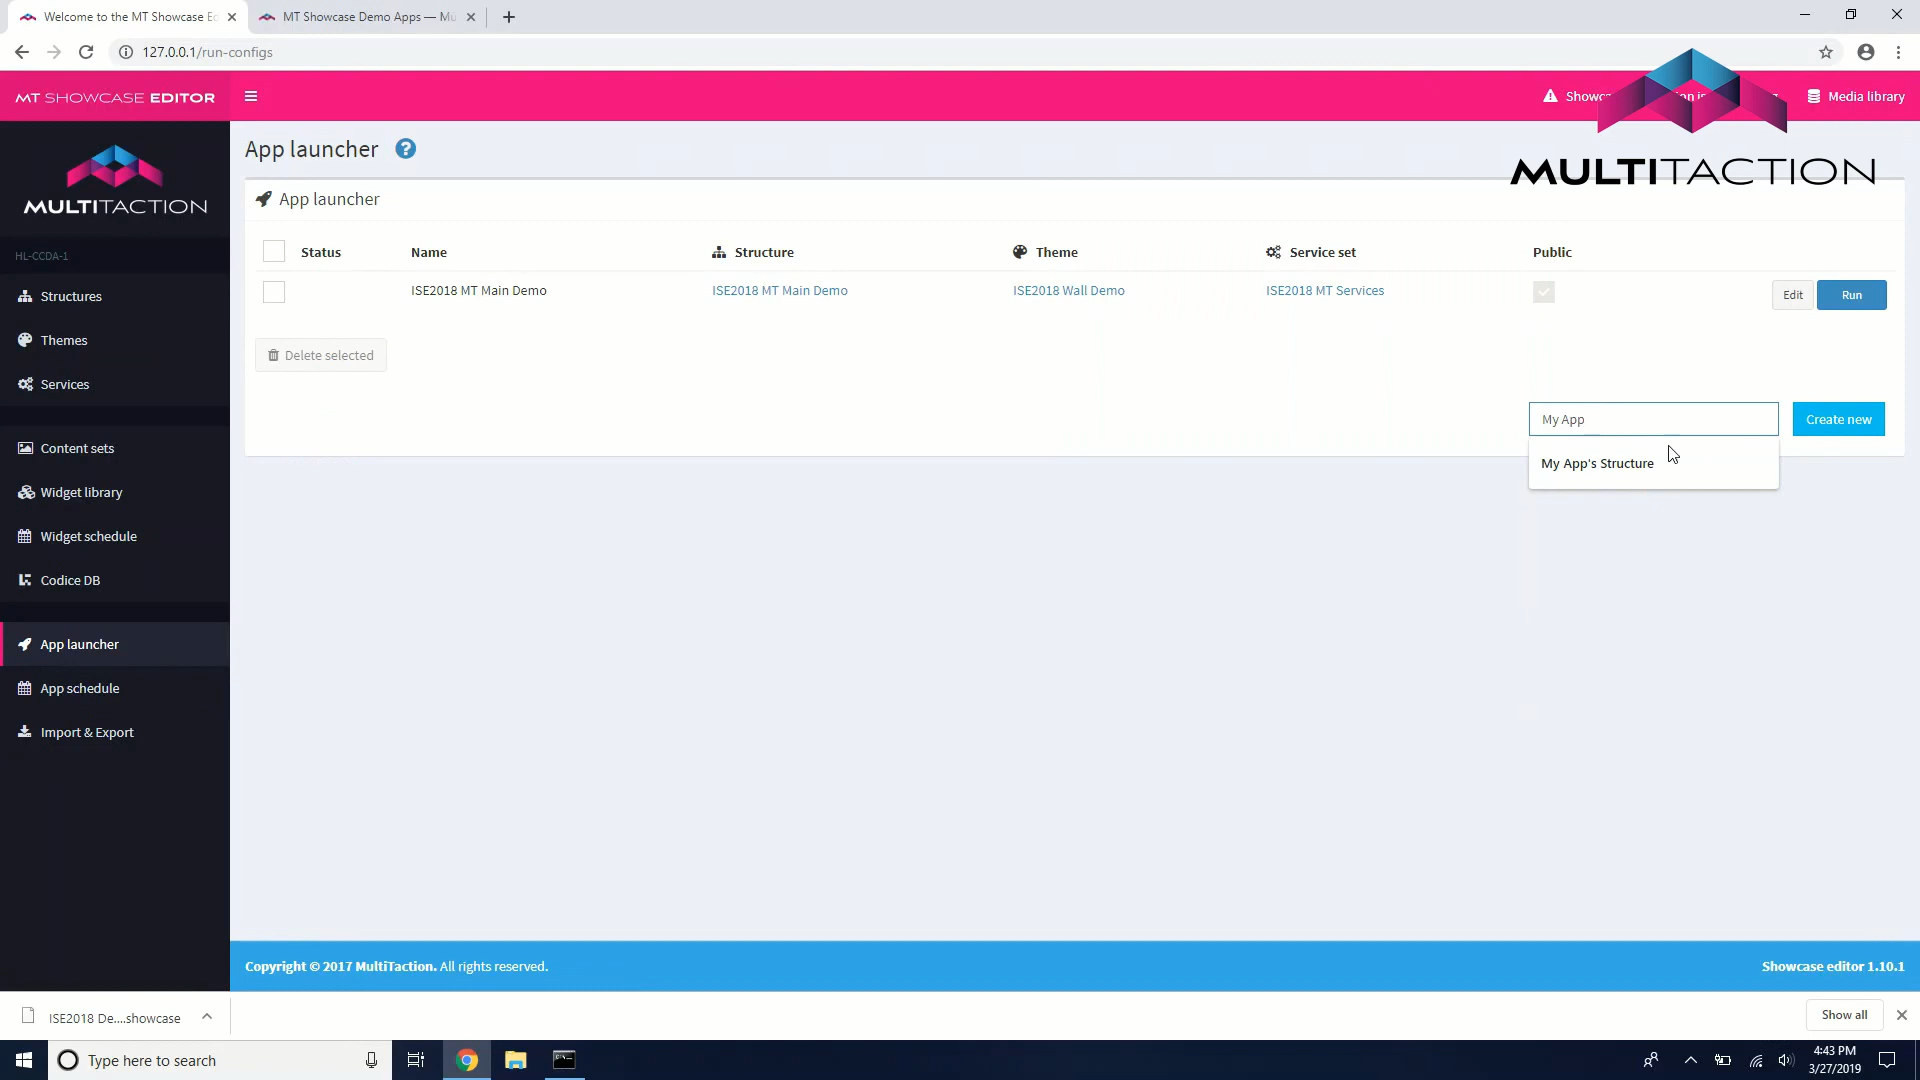 Welcome to the MT Showcase Ec
MT Showcase Demo Apps — Mu
127.0.0.1/run-configs
MT SHOWCASE EDITOR
Media library
MULTITACTION
MULTITACTION
HL-CCDA-1
Structures
Themes
Services
Content sets
Widget library
Widget schedule
Codice DB
App launcher
App schedule
Import & Export
App launcher
App launcher
Status Name Structure Theme Service set Public
ISE2018 MT Main Demo ISE2018 MT Main Demo ISE2018 Wall Demo ISE2018 MT Services Edit Run
Delete selected
My App Create new
My App's Structure
Copyright © 2017 MultiTaction. All rights reserved.
Showcase editor 1.10.1
ISE2018 De....showcase
Show all
Type here to search
4:43 PM
3/27/2019